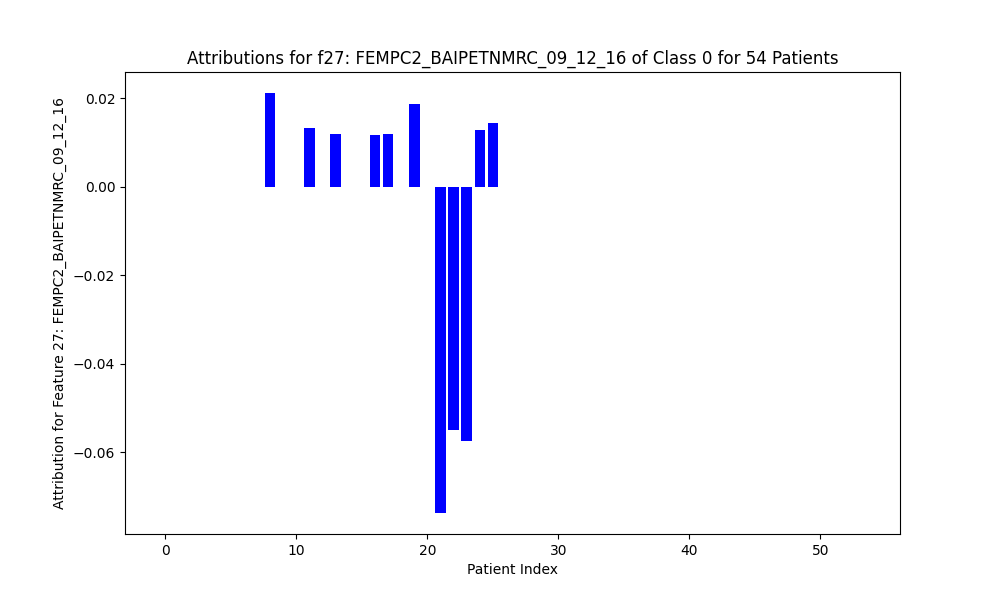 Attributions for f27: FEMPC2_BAIPETNMRC_09_12_16 of Class 0 for 54 Patients
Attribution for Feature 27: FEMPC2_BAIPETNMRC_09_12_16
0.02
0.00
−0.02
−0.04
−0.06
0 10 20 30 40 50
Patient Index